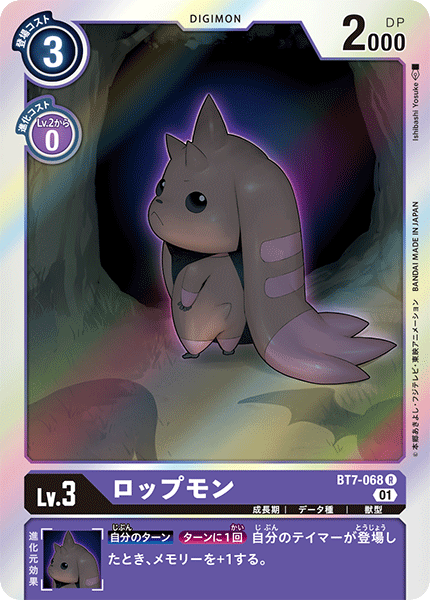 登場コスト
3
DIGIMON
DP
2000
進化コスト
Lv.2から
0
Ishibashi Yosuke
BANDAI MADE IN JAPAN
© 本郷あきよし・フジテレビ・東映アニメーション
BT7-068 R
01
Lv.3
ロップモン
成長期 | データ種 | 獣型
進化元効果
自分のターン ターンに1回 自分のテイマーが登場し
たとき、メモリーを+1する。